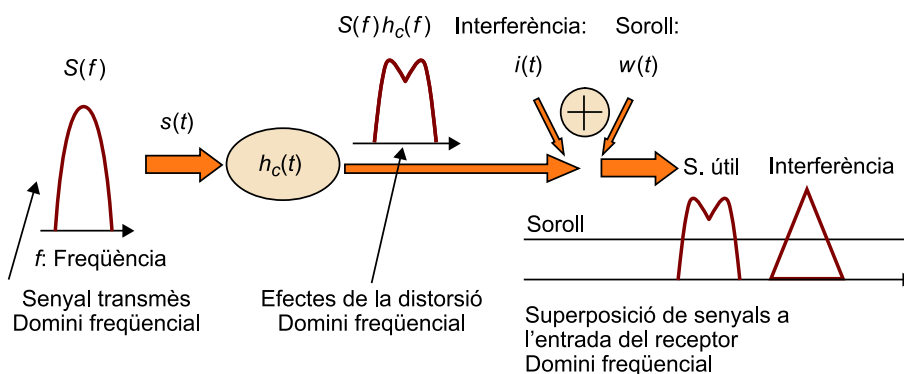 S(f)h_c(f)
Interferència:
Soroll:
i(t)
w(t)
S(f)
s(t)
h_c(t)
S. útil
Interferència
Soroll
f: Freqüència
Senyal transmès
Domini freqüencial
Efectes de la distorsió
Domini freqüencial
Superposició de senyals a
l’entrada del receptor
Domini freqüencial